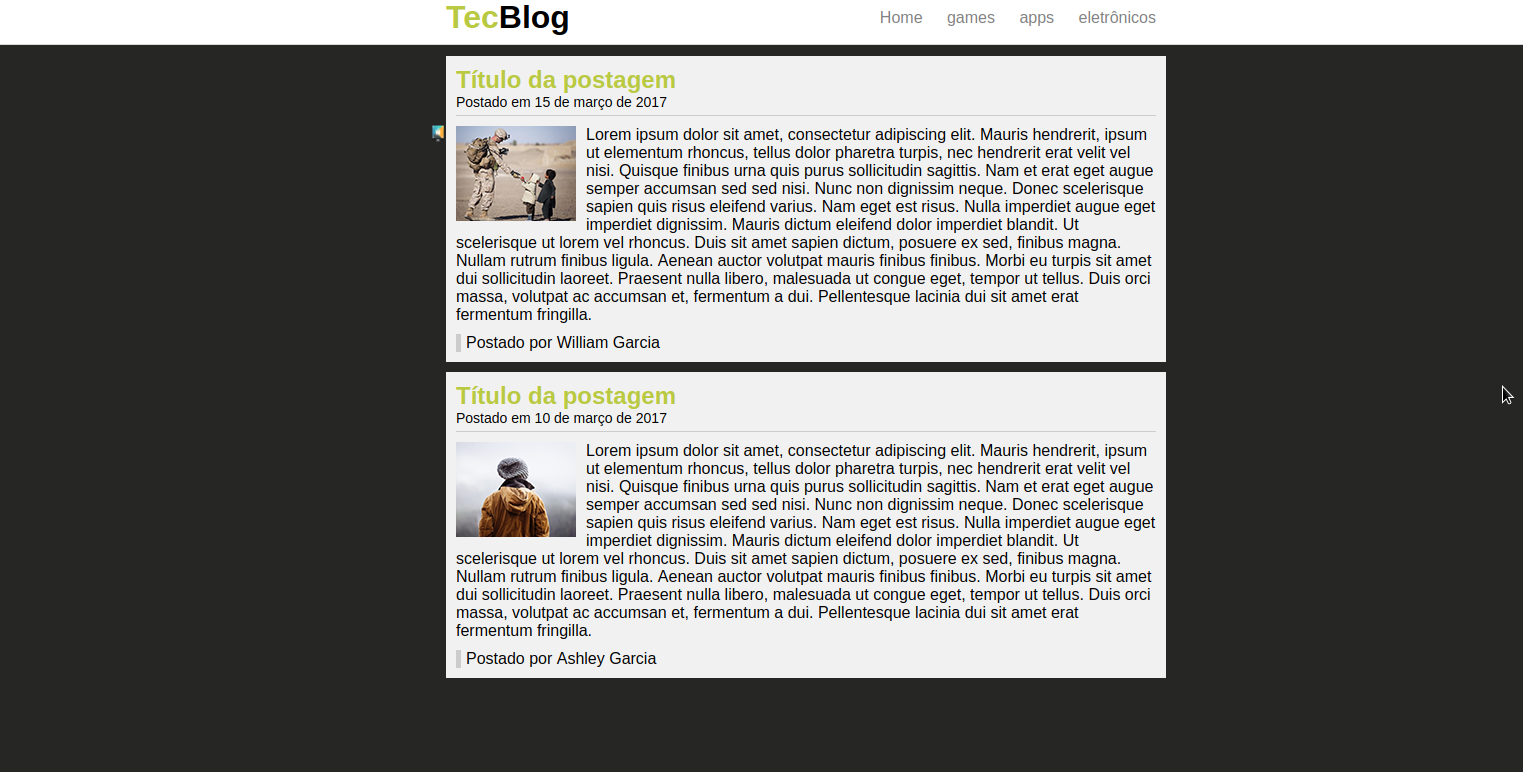 TecBlog
Home games apps eletrônicos
Título da postagem
Postado em 15 de março de 2017
Lorem ipsum dolor sit amet, consectetur adipiscing elit. Mauris hendrerit, ipsum
ut elementum rhoncus, tellus dolor pharetra turpis, nec hendrerit erat velit vel
nisi. Quisque finibus urna quis purus sollicitudin sagittis. Nam et erat eget augue
semper accumsan sed sed nisi. Nunc non dignissim neque. Donec scelerisque
sapien quis risus eleifend varius. Nam eget est risus. Nulla imperdiet augue eget
imperdiet dignissim. Mauris dictum eleifend dolor imperdiet blandit. Ut
scelerisque ut lorem vel rhoncus. Duis sit amet sapien dictum, posuere ex sed, finibus magna.
Nullam rutrum finibus ligula. Aenean auctor volutpat mauris finibus finibus. Morbi eu turpis sit amet
dui sollicitudin laoreet. Praesent nulla libero, malesuada ut congue eget, tempor ut tellus. Duis orci
massa, volutpat ac accumsan et, fermentum a dui. Pellentesque lacinia dui sit amet erat
fermentum fringilla.
Postado por William Garcia
Título da postagem
Postado em 10 de março de 2017
Lorem ipsum dolor sit amet, consectetur adipiscing elit. Mauris hendrerit, ipsum
ut elementum rhoncus, tellus dolor pharetra turpis, nec hendrerit erat velit vel
nisi. Quisque finibus urna quis purus sollicitudin sagittis. Nam et erat eget augue
semper accumsan sed sed nisi. Nunc non dignissim neque. Donec scelerisque
sapien quis risus eleifend varius. Nam eget est risus. Nulla imperdiet augue eget
imperdiet dignissim. Mauris dictum eleifend dolor imperdiet blandit. Ut
scelerisque ut lorem vel rhoncus. Duis sit amet sapien dictum, posuere ex sed, finibus magna.
Nullam rutrum finibus ligula. Aenean auctor volutpat mauris finibus finibus. Morbi eu turpis sit amet
dui sollicitudin laoreet. Praesent nulla libero, malesuada ut congue eget, tempor ut tellus. Duis orci
massa, volutpat ac accumsan et, fermentum a dui. Pellentesque lacinia dui sit amet erat
fermentum fringilla.
Postado por Ashley Garcia